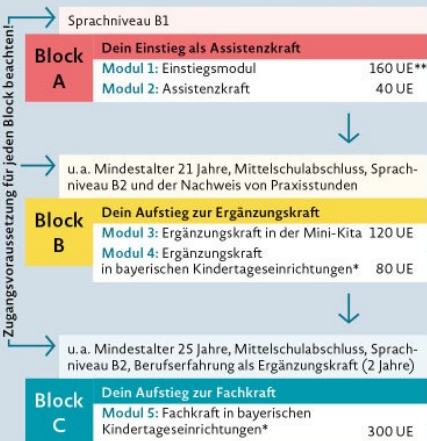 Zugangsvoraussetzung für jeden Block beachten!
Sprachniveau B1
Block
A
Dein Einstieg als Assistenzkraft
Modul 1: Einstiegsmodul 160 UE**
Modul 2: Assistenzkraft 40 UE
u.a. Mindestalter 21 Jahre, Mittelschulabschluss, Sprach-
niveau B2 und der Nachweis von Praxisstunden
Block
B
Dein Aufstieg zur Ergänzungskraft
Modul 3: Ergänzungskraft in der Mini-Kita 120 UE
Modul 4: Ergänzungskraft
in bayerischen Kindertageseinrichtungen* 80 UE
u.a. Mindestalter 25 Jahre, Mittelschulabschluss, Sprach-
niveau B2, Berufserfahrung als Ergänzungskraft (2 Jahre)
Block
C
Dein Aufstieg zur Fachkraft
Modul 5: Fachkraft in bayerischen
Kindertageseinrichtungen* 300 UE